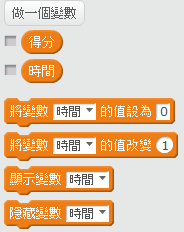 做一個變數
得分
時間
將變數 時間 的值設為 0
將變數 時間 的值改變 1
顯示變數 時間
隱藏變數 時間